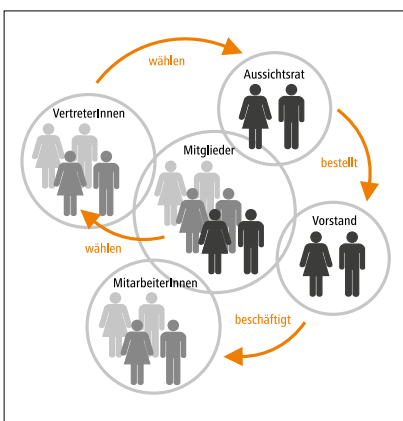 wählen
Aussichtsrat
VertreterInnen
Mitglieder
bestellt
Vorstand
wählen
MitarbeiterInnen
beschäftigt